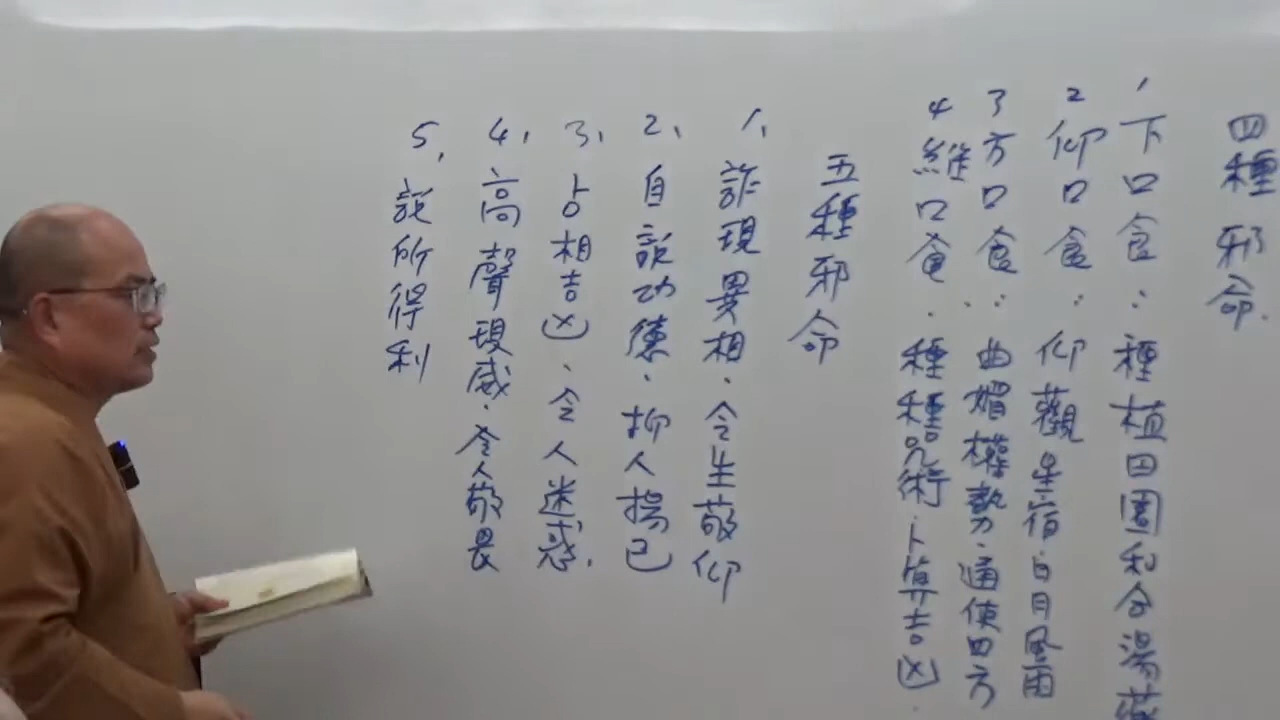 四種邪命.
1、下口食：種植田園和合湯藥
2 仰口食：仰觀星宿、日月風雨
3 方口食：曲媚權勢、通使四方
4 維口食：種種咒術、卜算吉凶.
五種邪命
1、詐現異相、令生敬仰
2、自說功德、抑人揚己
3、占相吉凶、令人迷惑.
4、高聲現威、令人敬畏
5、說所得利